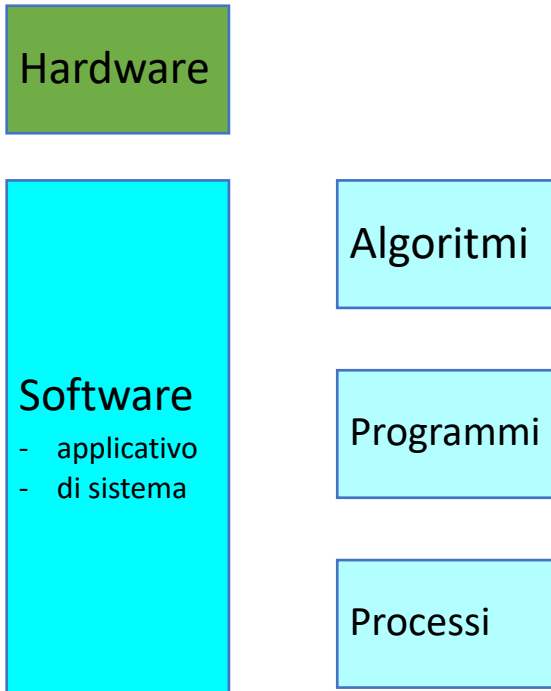 Hardware
Software
- applicativo
- di sistema
Algoritmi
Programmi
Processi